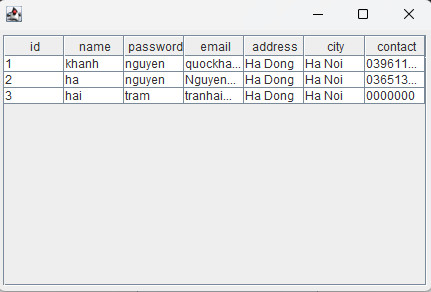 id name password email address city contact
1 khanh nguyen quockha... Ha Dong Ha Noi 039611...
2 ha nguyen Nguyen... Ha Dong Ha Noi 036513...
3 hai tram tranhai... Ha Dong Ha Noi 0000000